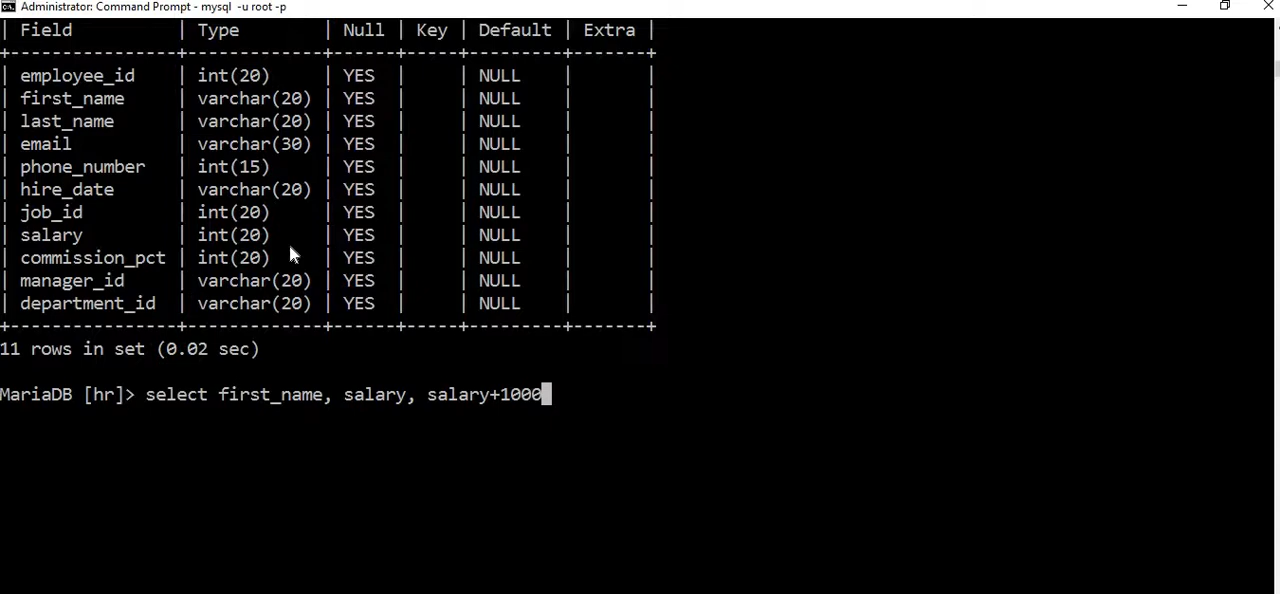 Administrator: Command Prompt - mysql -u root -p
| Field | Type | Null | Key | Default | Extra |
+----------------+-------------+------+-----+---------+-------+
| employee_id | int(20) | YES | | NULL | |
| first_name | varchar(20) | YES | | NULL | |
| last_name | varchar(20) | YES | | NULL | |
| email | varchar(30) | YES | | NULL | |
| phone_number | int(15) | YES | | NULL | |
| hire_date | varchar(20) | YES | | NULL | |
| job_id | int(20) | YES | | NULL | |
| salary | int(20) | YES | | NULL | |
| commission_pct | int(20) | YES | | NULL | |
| manager_id | varchar(20) | YES | | NULL | |
| department_id | varchar(20) | YES | | NULL | |
+----------------+-------------+------+-----+---------+-------+
11 rows in set (0.02 sec)
MariaDB [hr]> select first_name, salary, salary+1000